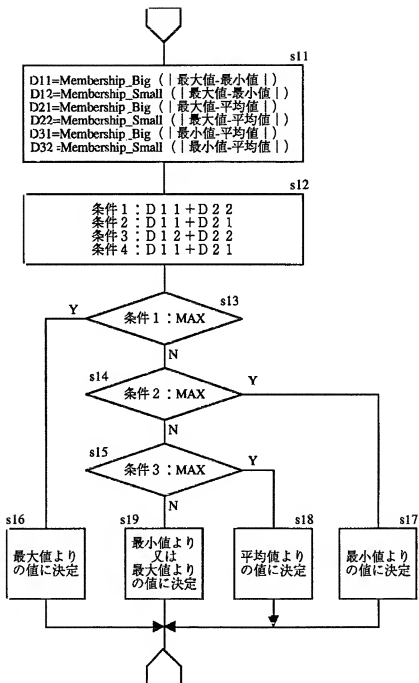 s11
D11=Membership_Big (｜最大値-最小値｜)
D12=Membership_Small (｜最大値-最小値｜)
D21=Membership_Big (｜最大値-平均値｜)
D22=Membership_Small (｜最大値-平均値｜)
D31=Membership_Big (｜最小値-平均値｜)
D32=Membership_Small (｜最小値-平均値｜)
s12
条件1：D11+D22
条件2：D11+D21
条件3：D12+D22
条件4：D11+D21
s13
Y
条件1：MAX
N
s14
Y
条件2：MAX
N
s15
Y
条件3：MAX
N
s16
最大値より
の値に決定
s19
最小値より
又は
最大値より
の値に決定
s18
平均値より
の値に決定
s17
最小値より
の値に決定